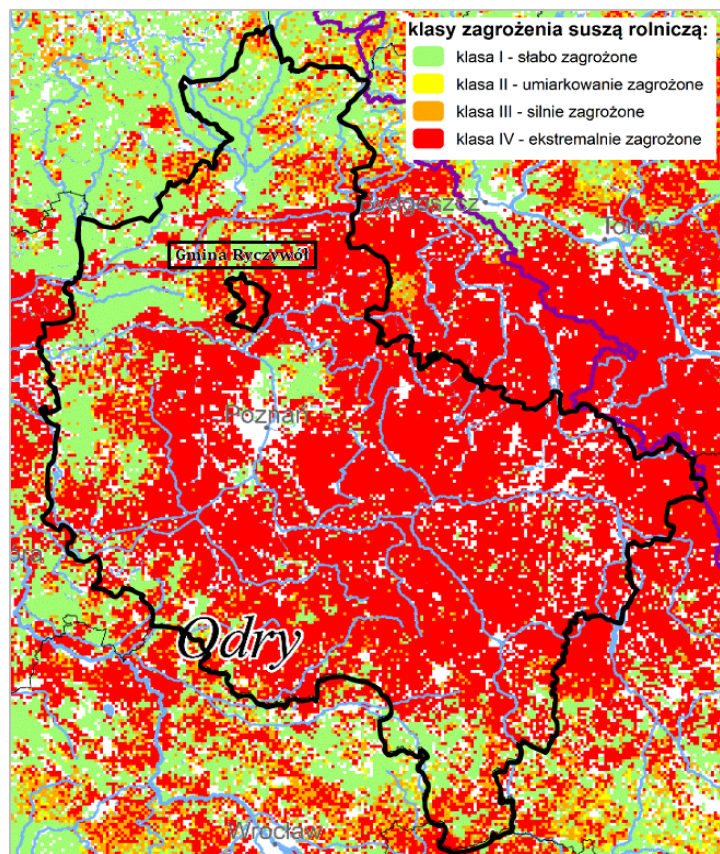 klasy zagrożenia suszą rolniczą:
klasa I - słabo zagrożone
klasa II - umiarkowanie zagrożone
klasa III - silnie zagrożone
klasa IV - ekstremalnie zagrożone
Bydgoszcz
Toruń
Gmina Ryczywół
Poznań
Odry
Wrocław